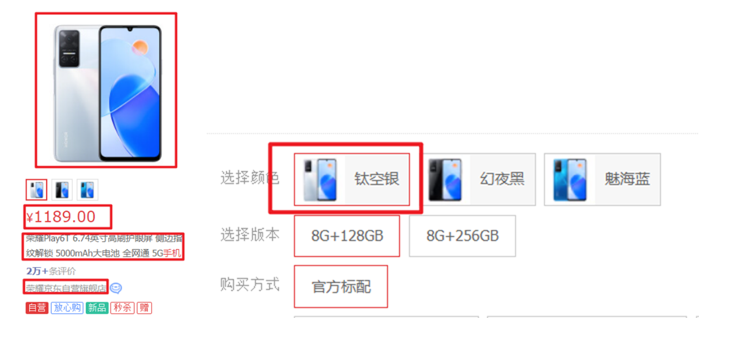 ¥1189.00
荣耀Play6T 6.74英寸高刷护眼屏 侧边指
纹解锁 5000mAh大电池 全网通 5G手机
2万+条评价
荣耀京东自营旗舰店
自营 放心购 新品 秒杀 赠
选择颜色 钛空银 幻夜黑 魅海蓝
选择版本 8G+128GB 8G+256GB
购买方式 官方标配